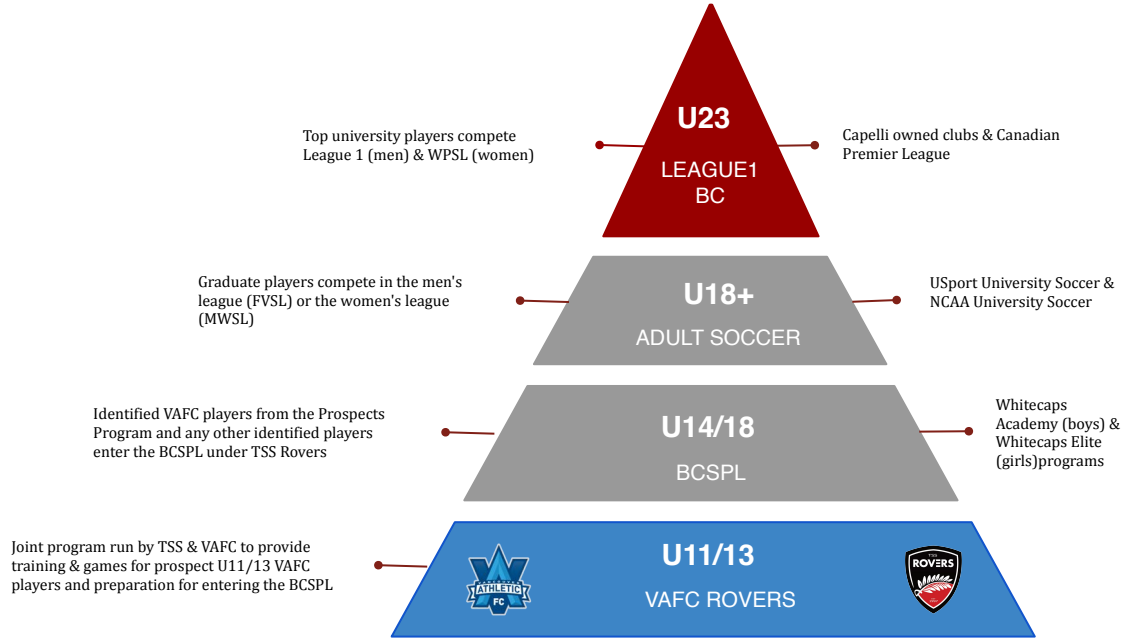 U23
LEAGUE1
BC
Top university players compete
League 1 (men) & WPSL (women)
Capelli owned clubs & Canadian
Premier League
U18+
ADULT SOCCER
Graduate players compete in the men's
league (FVSL) or the women's league
(MWSL)
USport University Soccer &
NCAA University Soccer
U14/18
BCSPL
Identified VAFC players from the Prospects
Program and any other identified players
enter the BCSPL under TSS Rovers
Whitecaps
Academy (boys) &
Whitecaps Elite
(girls)programs
U11/13
VAFC ROVERS
Joint program run by TSS & VAFC to provide
training & games for prospect U11/13 VAFC
players and preparation for entering the BCSPL
ATHLETIC
FC
TSS
ROVERS